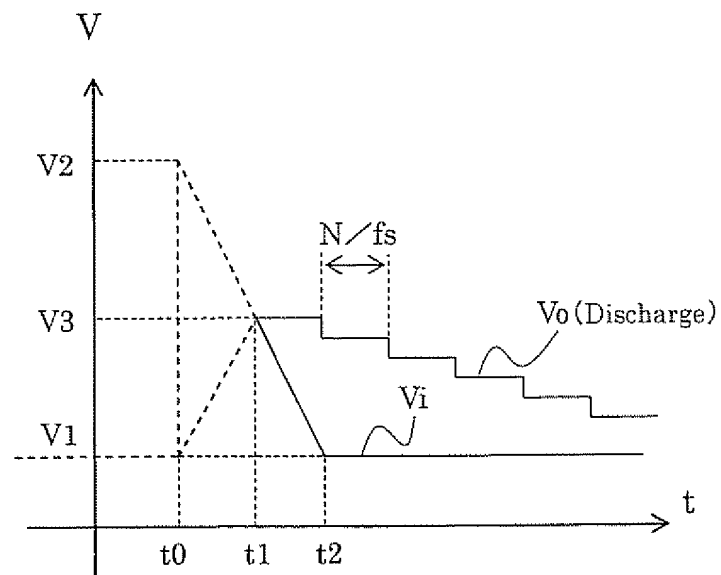 V
V2
N／fs
V3
Vo(Discharge)
Vi
V1
t
t0
t1
t2